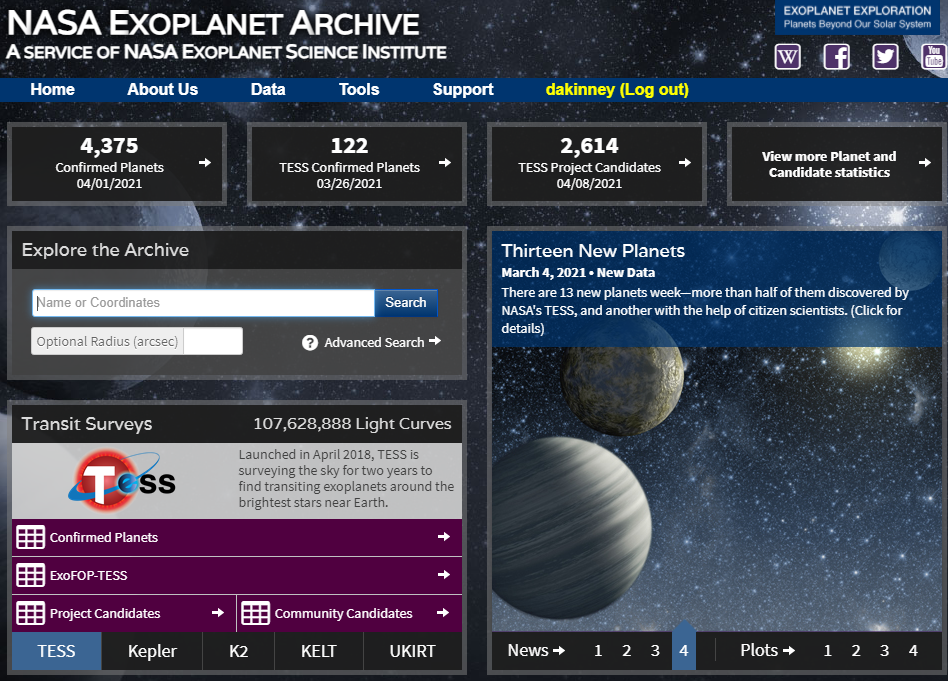 NASA EXOPLANET ARCHIVE
A SERVICE OF NASA EXOPLANET SCIENCE INSTITUTE
EXOPLANET EXPLORATION
Planets Beyond Our Solar System
W
f
You
Tube
Home About Us Data Tools Support dakinney (Log out)
4,375
Confirmed Planets
04/01/2021
122
TESS Confirmed Planets
03/26/2021
2,614
TESS Project Candidates
04/08/2021
View more Planet and
Candidate statistics
Explore the Archive
Name or Coordinates
Search
Optional Radius (arcsec)
? Advanced Search
Transit Surveys 107,628,888 Light Curves
Tess
Launched in April 2018, TESS is
surveying the sky for two years to
find transiting exoplanets around the
brightest stars near Earth.
Confirmed Planets
ExoFOP-TESS
Project Candidates
Community Candidates
TESS Kepler K2 KELT UKIRT
Thirteen New Planets
March 4, 2021 • New Data
There are 13 new planets week—more than half of them discovered by
NASA's TESS, and another with the help of citizen scientists. (Click for
details)
News 1 2 3 4 Plots 1 2 3 4